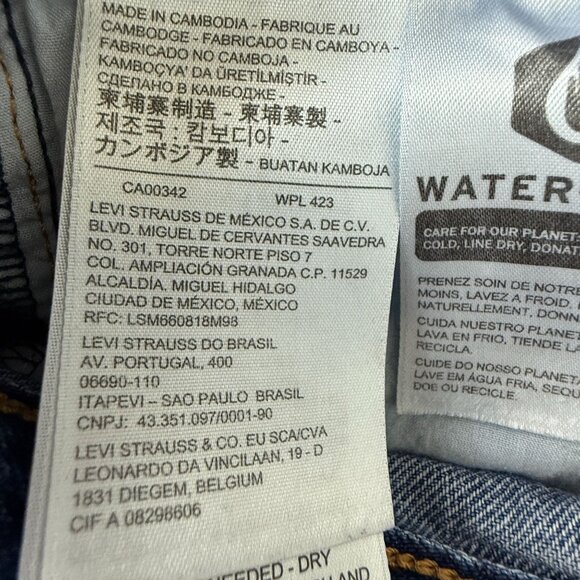 MADE IN CAMBODIA - FABRIQUE AU
CAMBODGE - FABRICADO EN CAMBOYA -
FABRICADO NO CAMBOJA -
KAMBOÇYA' DA ÜRETİLMİŞTİR -
СДЕЛАНО В КАМБОДЖЕ -
柬埔寨制造 - 柬埔寨製 -
제조국 : 캄보디아 -
カンボジア製 - BUATAN KAMBOJA
CA00342 WPL 423
LEVI STRAUSS DE MÉXICO S.A. DE C.V.
BLVD. MIGUEL DE CERVANTES SAAVEDRA
NO. 301, TORRE NORTE PISO 7
COL. AMPLIACIÓN GRANADA C.P. 11529
ALCALDÍA. MIGUEL HIDALGO
CIUDAD DE MÉXICO, MÉXICO
RFC: LSM660818M98
LEVI STRAUSS DO BRASIL
AV. PORTUGAL, 400
06690-110
ITAPEVI – SAO PAULO BRASIL
CNPJ: 43.351.097/0001-90
LEVI STRAUSS & CO. EU SCA/CVA
LEONARDO DA VINCILAAN, 19 - D
1831 DIEGEM, BELGIUM
CIF A 08298606
NEEDED - DRY
WATER
CARE FOR OUR PLANET:
COLD, LINE DRY, DONAT
PRENEZ SOIN DE NOTRE
MOINS, LAVEZ A FROID.
NATURELLEMENT, DONN
CUIDA NUESTRO PLANET
LAVA EN FRIO, TIENDE LA
RECICLA.
CUIDE DO NOSSO PLANETA
LAVE EM ÁGUA FRIA, SEQU
DOE OU RECICLE.